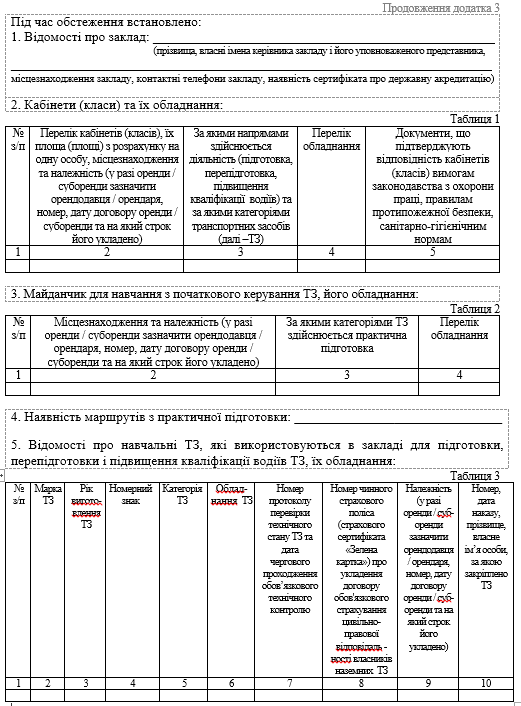 Продовження додатка 3
Під час обстеження встановлено:
1. Відомості про заклад:
(прізвища, власні імена керівника закладу і його уповноваженого представника,
місцезнаходження закладу, контактні телефони закладу, наявність сертифіката про державну акредитацію)
2. Кабінети (класи) та їх обладнання:
Таблиця 1
№ з/п
Перелік кабінетів (класів), їх
площа (площі) з розрахунку на
одну особу, місцезнаходження
та належність (у разі оренди /
суборенди зазначити
орендодавця / орендаря,
номер, дату договору оренди /
суборенди та на який строк
його укладено)
За якими напрямами
здійснюється
діяльність (підготовка,
перепідготовка,
підвищення
кваліфікації водіїв) та
за якими категоріями
транспортних засобів
(далі –ТЗ)
Перелік
обладнання
Документи, що
підтверджують
відповідність кабінетів
(класів) вимогам
законодавства з охорони
праці, правилам
протипожежної безпеки,
санітарно-гігієнічним
нормам
1 2 3 4 5
3. Майданчик для навчання з початкового керування ТЗ, його обладнання:
Таблиця 2
№
з/п
Місцезнаходження та належність (у разі
оренди / суборенди зазначити орендодавця /
орендаря, номер, дату договору оренди /
суборенди та на який строк його укладено)
За якими категоріями ТЗ
здійснюється практична
підготовка
Перелік
обладнання
1 2 3 4
4. Наявність маршрутів з практичної підготовки:
5. Відомості про навчальні ТЗ, які використовуються в закладі для підготовки,
перепідготовки і підвищення кваліфікації водіїв ТЗ, їх обладнання:
Таблиця 3
№
з/п
Марка
ТЗ
Рік
вигото-
влення
ТЗ
Номерний
знак
Категорія
ТЗ
Облад-
нання ТЗ
Номер
протоколу
перевірки
технічного
стану ТЗ та
дата
чергового
проходження
обов’язкового
технічного
контролю
Номер чинного
страхового
поліса
(страхового
сертифіката
«Зелена
картка») про
укладення
договору
обов'язкового
страхування
цивільно-
правової
відповідаль -
ності власників
наземних ТЗ
Належність
(у разі
оренди / суб-
оренди
зазначити
орендодавця
/ орендаря,
номер, дату
договору
оренди / суб-
оренди та на
який строк
його
укладено)
Номер,
дата
наказу,
прізвище,
власне
ім’я особи,
за якою
закріплено
ТЗ
1 2 3 4 5 6 7 8 9 10